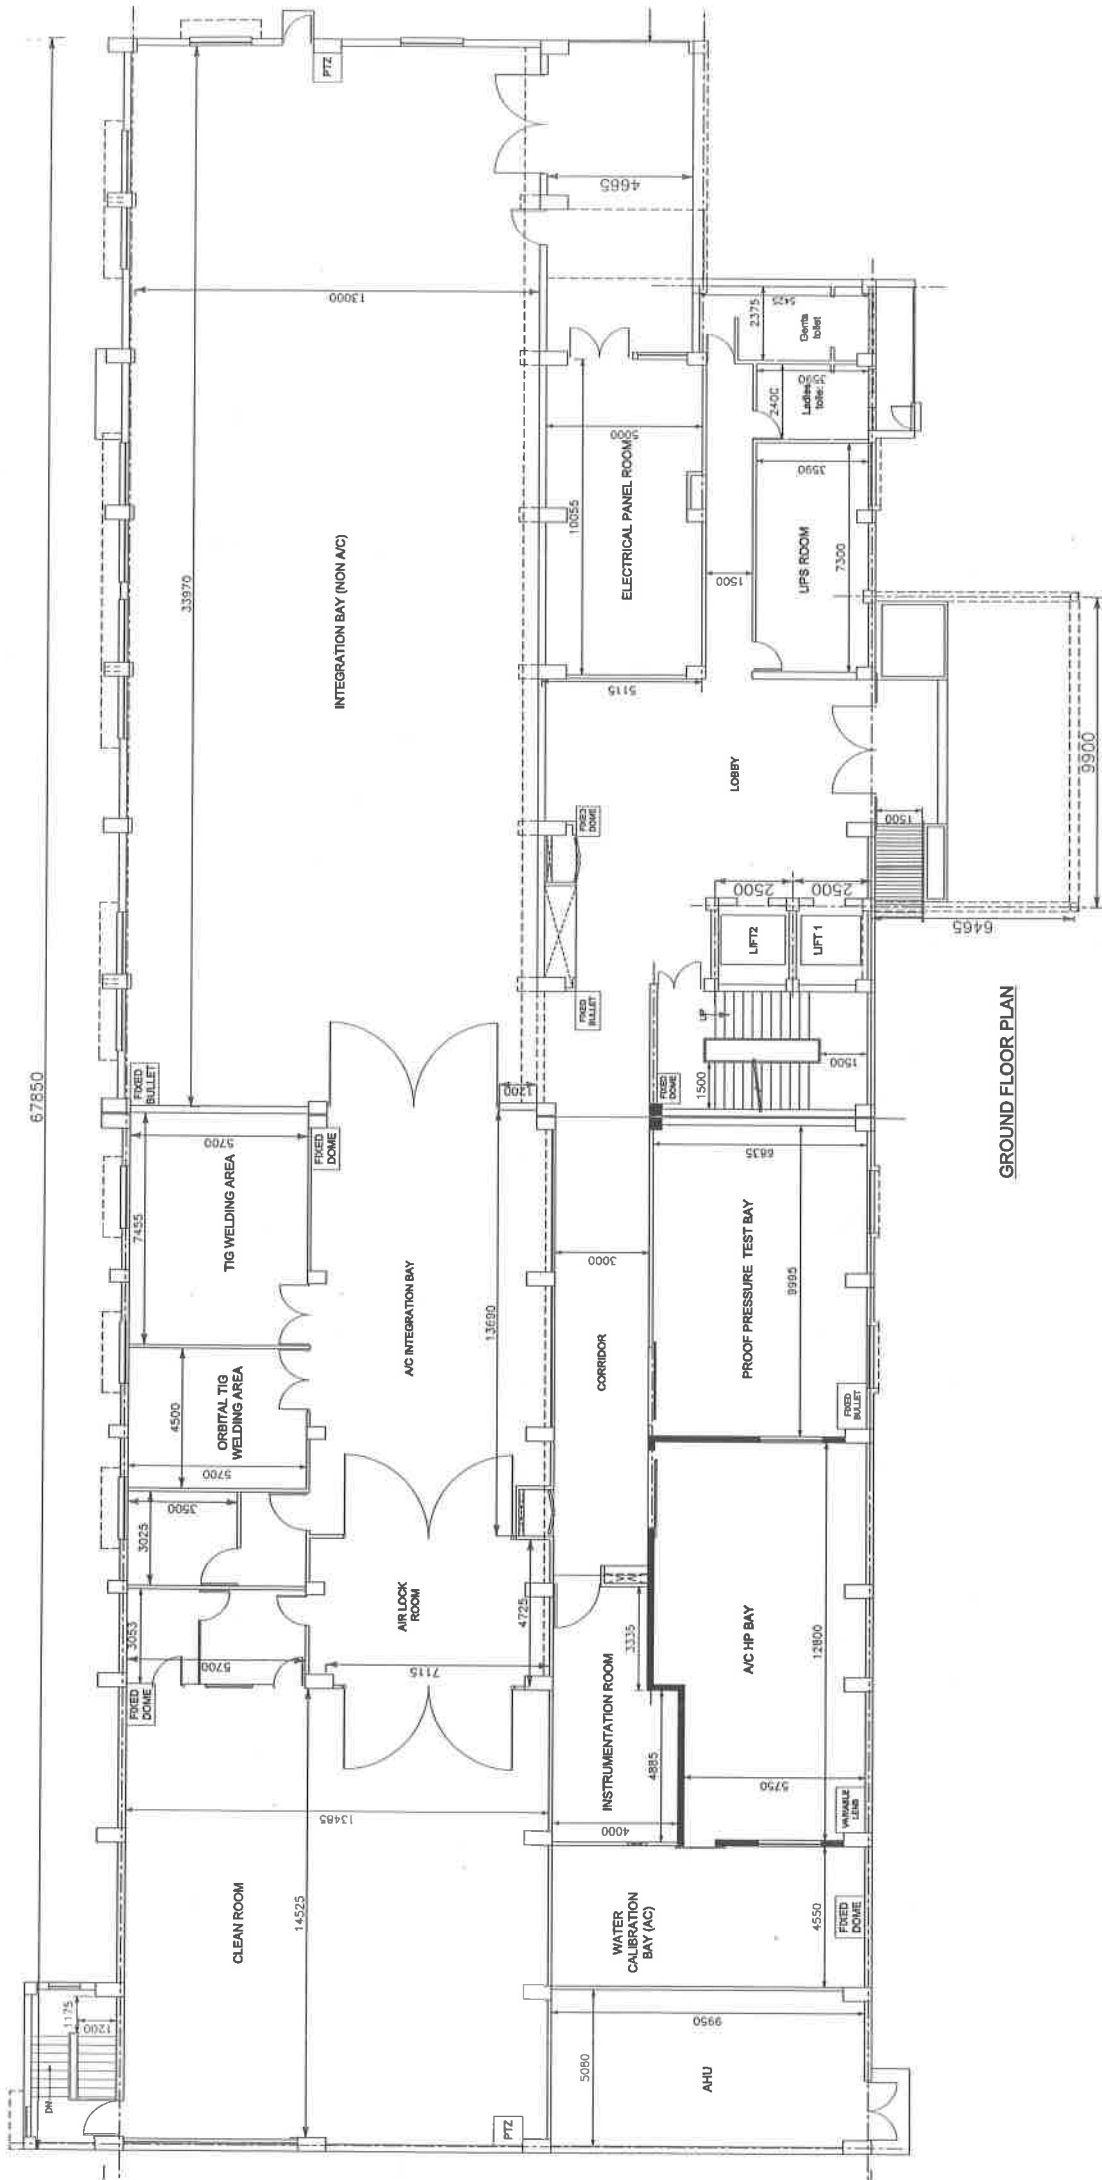 67850
DN
1175
1200
CLEAN ROOM
14525
13485
PTZ
FIXED
DOME
3053
5700
3025
3500
AIR LOCK
ROOM
7115
4725
ORBITAL TIG
WELDING AREA
4500
5700
TIG WELDING AREA
7455
5700
FIXED
DOME
A/C INTEGRATION BAY
13690
1200
FIXED
BULLET
INTEGRATION BAY (NON A/C)
33970
13000
PTZ
4665
AHU
5080
9950
WATER
CALIBRATION
BAY (AC)
4550
FIXED
DOME
INSTRUMENTATION ROOM
4885
4000
3335
VARIABLE
LENS
A/C HP BAY
12800
5750
CORRIDOR
3000
FIXED
BULLET
PROOF PRESSURE TEST BAY
9995
6835
FIXED
DOME
1500
1500
UP
FIXED
BULLET
LIFT2
LIFT 1
2500
2500
FIXED
DOME
LOBBY
5115
ELECTRICAL PANEL ROOM
10055
5000
1500
UPS ROOM
7300
3590
Ladies
toilet
2400
3590
Gents
toilet
2375
5425
1500
6465
9900
GROUND FLOOR PLAN